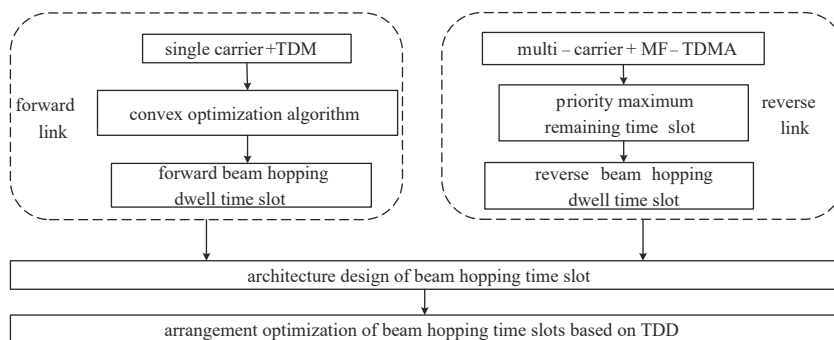 single carrier+TDM
convex optimization algorithm
forward beam hopping
dwell time slot
forward
link
multi – carrier + MF – TDMA
priority maximum
remaining time slot
reverse beam hopping
dwell time slot
reverse
link
architecture design of beam hopping time slot
arrangement optimization of beam hopping time slots based on TDD